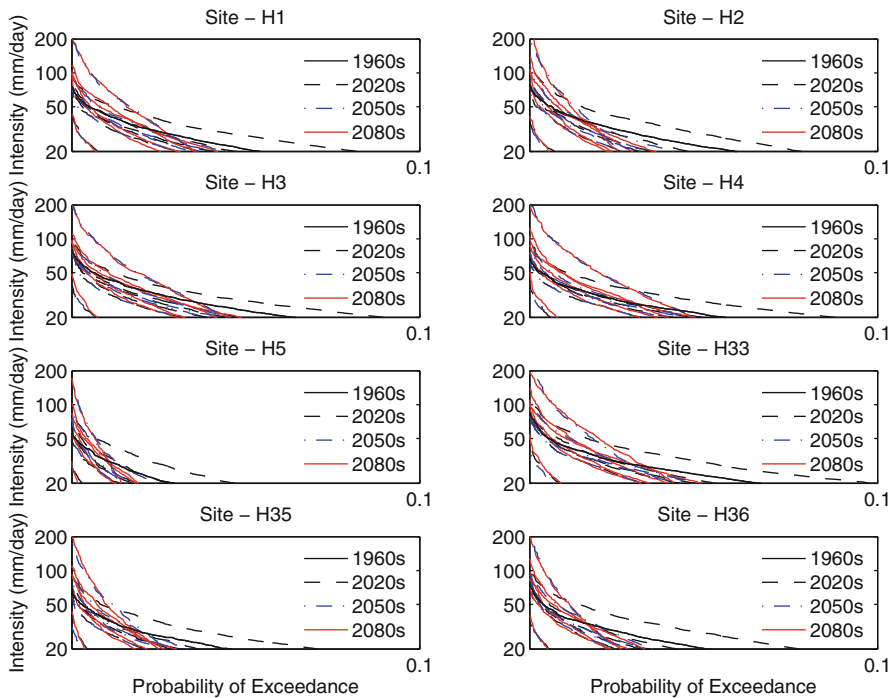 Site – H1
Intensity (mm/day)
200
100
50
20
0.1
1960s
2020s
2050s
2080s
Site – H2
200
100
50
20
0.1
1960s
2020s
2050s
2080s
Site – H3
Intensity (mm/day)
200
100
50
20
0.1
1960s
2020s
2050s
2080s
Site – H4
200
100
50
20
0.1
1960s
2020s
2050s
2080s
Site – H5
Intensity (mm/day)
200
100
50
20
0.1
1960s
2020s
2050s
2080s
Site – H33
200
100
50
20
0.1
1960s
2020s
2050s
2080s
Site – H35
Intensity (mm/day)
200
100
50
20
0.1
1960s
2020s
2050s
2080s
Probability of Exceedance
Site – H36
200
100
50
20
0.1
1960s
2020s
2050s
2080s
Probability of Exceedance